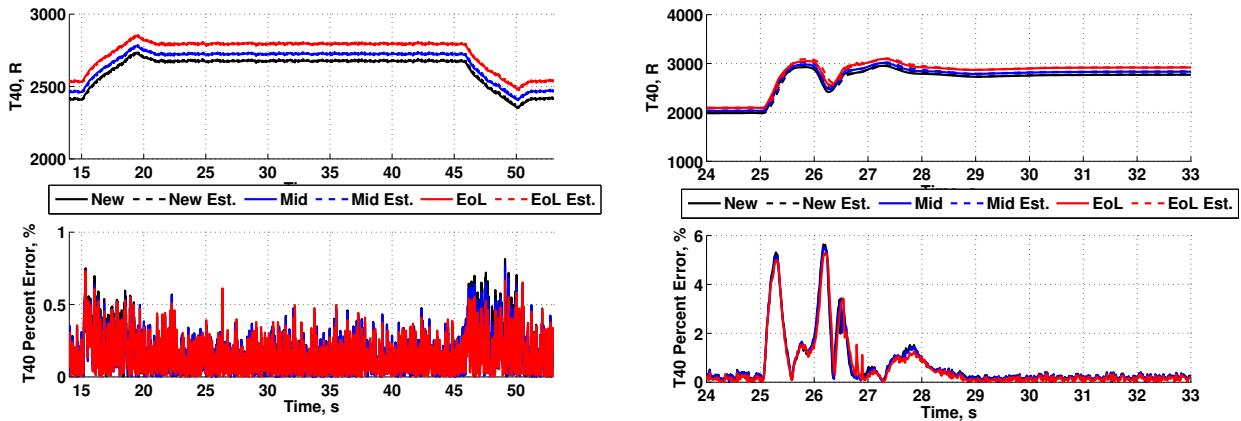 3000
2500
2000
T40, R
15 20 25 30 35 40 45 50
New New Est. Mid Mid Est. EoL EoL Est.
1
0.5
0
T40 Percent Error, %
15 20 25 30 35 40 45 50
Time, s
4000
3000
2000
1000
T40, R
24 25 26 27 28 29 30 31 32 33
New New Est. Mid Mid Est. EoL EoL Est.
6
4
2
0
T40 Percent Error, %
24 25 26 27 28 29 30 31 32 33
Time, s